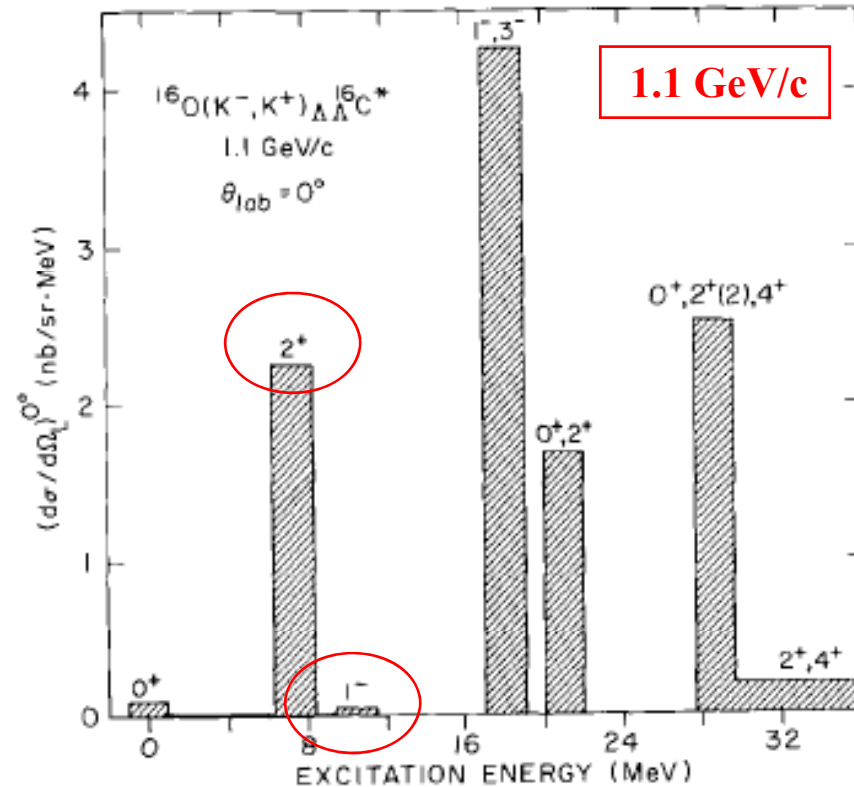 1⁻,3⁻
1.1 GeV/c
¹⁶O(K⁻,K⁺)ΛΛ¹⁶C*
1.1 GeV/c
θlab = 0°
4
3
2
1
0
0⁺,2⁺(2),4⁺
2⁺
0⁺,2⁺
2⁺,4⁺
0⁺
1⁻
(dσ/dΩL)0° (nb/sr·MeV)
0 8 16 24 32
EXCITATION ENERGY (MeV)